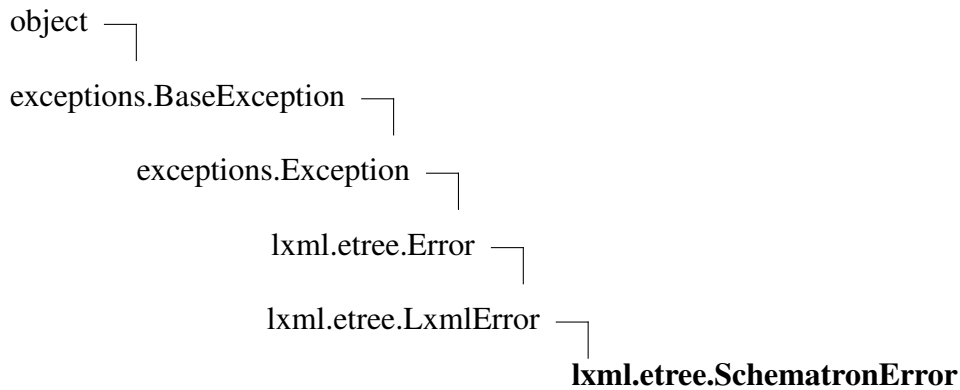 object
exceptions.BaseException
exceptions.Exception
lxml.etree.Error
lxml.etree.LxmlError
lxml.etree.SchematronError